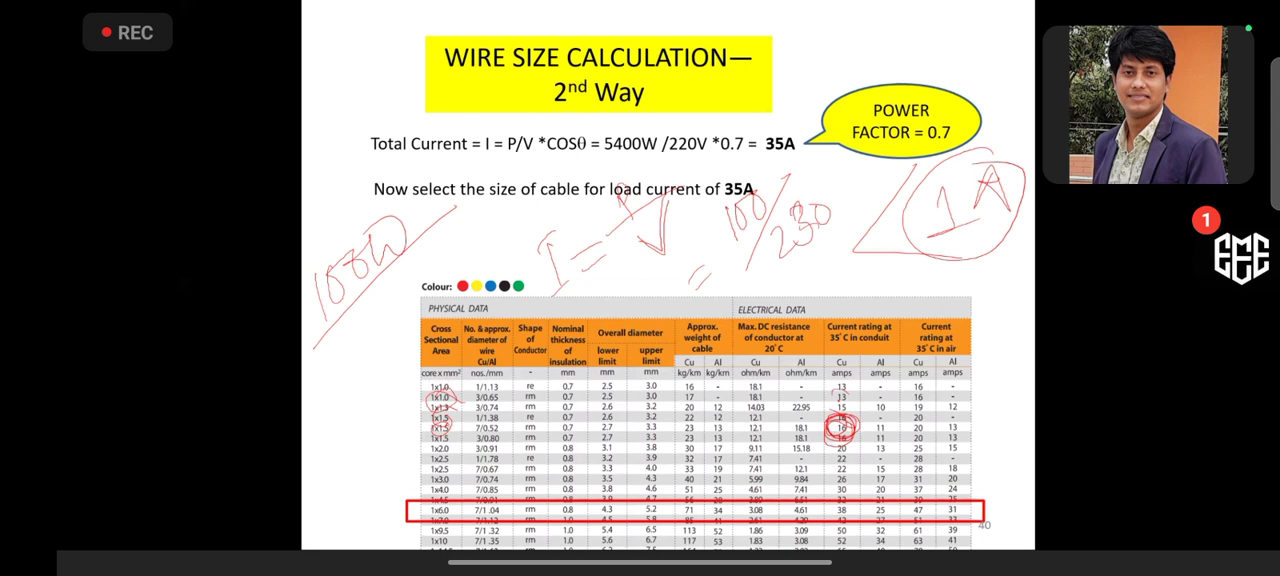 REC
WIRE SIZE CALCULATION—
2nd Way
POWER
FACTOR = 0.7
Total Current = I = P/V *COSθ = 5400W /220V *0.7 = 35A
Now select the size of cable for load current of 35A
100W
I = P/V = 100/230
=
1A
1
EEE
Colour:
PHYSICAL DATA ELECTRICAL DATA
Cross Sectional Area No. & approx. diameter of wire Cu/Al Shape of Conductor Nominal thickness of insulation Overall diameter Approx. weight of cable Max. DC resistance of conductor at 20°C Current rating at 35°C in conduit Current rating at 35°C in air
lower limit upper limit Cu Al Cu Al Cu Al Cu Al
core x mm² nos./mm - mm mm mm kg/km kg/km ohm/km ohm/km amps amps amps amps
1x1.0 1/1.13 re 0.7 2.5 3.0 16 - 18.1 - 13 - 16 -
1x1.0 3/0.65 rm 0.7 2.5 3.0 17 - 18.1 - 13 - 16 -
1x1.3 3/0.74 rm 0.7 2.6 3.2 20 12 14.03 22.95 15 10 19 12
1x1.5 1/1.38 re 0.7 2.6 3.2 22 12 12.1 - - 20 -
1x1.5 7/0.52 rm 0.7 2.7 3.3 23 13 12.1 18.1 16 11 20 13
1x1.5 3/0.80 rm 0.7 2.7 3.3 23 13 12.1 18.1 11 20 13
1x2.0 3/0.91 rm 0.8 3.1 3.8 30 17 9.11 15.18 20 13 25 15
1x2.5 1/1.78 re 0.8 3.2 3.9 32 17 7.41 - 22 - 28 -
1x2.5 7/0.67 rm 0.8 3.3 4.0 33 19 7.41 12.1 22 15 28 18
1x3.0 7/0.74 rm 0.8 3.5 4.3 40 21 5.99 9.84 26 17 31 20
1x4.0 7/0.85 rm 0.8 3.8 4.6 51 25 4.61 7.41 30 20 37 24
1x6.0 7/1.04 rm 0.8 4.3 5.2 71 34 3.08 4.61 38 25 47 31
1x9.5 7/1.32 rm 1.0 5.4 6.5 113 52 1.86 3.09 50 32 61 39
1x10 7/1.35 rm 1.0 5.6 6.7 117 53 1.83 3.08 52 34 63 41
40